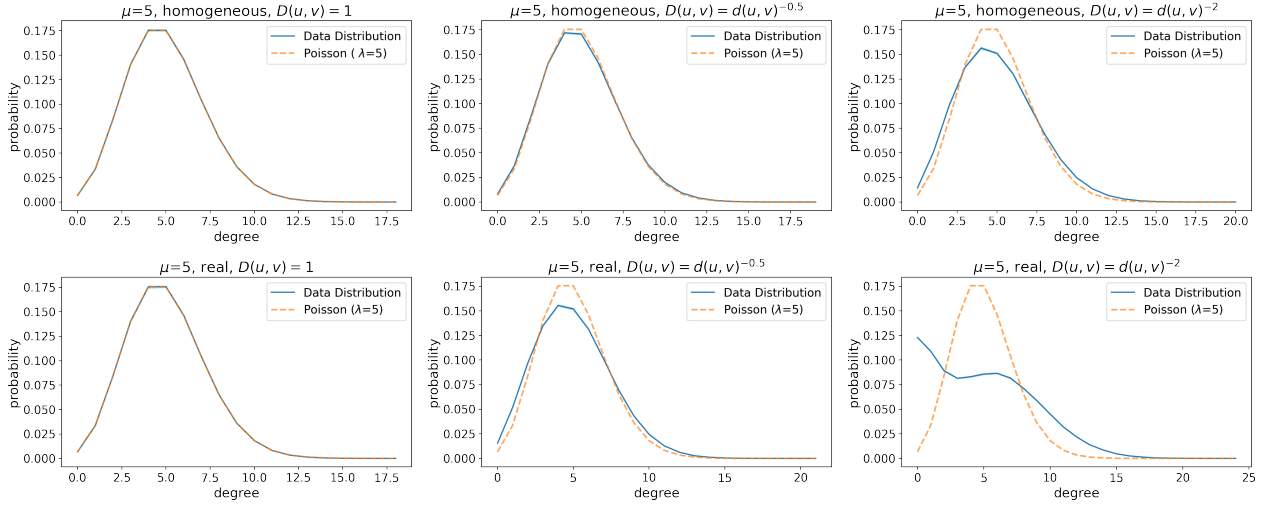 μ=5, homogeneous, D(u, v) = 1
Data Distribution
Poisson ( λ=5)
probability
0.175
0.150
0.125
0.100
0.075
0.050
0.025
0.000
0.0 2.5 5.0 7.5 10.0 12.5 15.0 17.5
degree
μ=5, homogeneous, D(u, v) = d(u, v)^{-0.5}
Data Distribution
Poisson (λ=5)
probability
0.175
0.150
0.125
0.100
0.075
0.050
0.025
0.000
0.0 2.5 5.0 7.5 10.0 12.5 15.0 17.5
degree
μ=5, homogeneous, D(u, v) = d(u, v)^{-2}
Data Distribution
Poisson (λ=5)
probability
0.175
0.150
0.125
0.100
0.075
0.050
0.025
0.000
0.0 2.5 5.0 7.5 10.0 12.5 15.0 17.5 20.0
degree
μ=5, real, D(u, v) = 1
Data Distribution
Poisson (λ=5)
probability
0.175
0.150
0.125
0.100
0.075
0.050
0.025
0.000
0.0 2.5 5.0 7.5 10.0 12.5 15.0 17.5
degree
μ=5, real, D(u, v) = d(u, v)^{-0.5}
Data Distribution
Poisson (λ=5)
probability
0.175
0.150
0.125
0.100
0.075
0.050
0.025
0.000
0 5 10 15 20
degree
μ=5, real, D(u, v) = d(u, v)^{-2}
Data Distribution
Poisson (λ=5)
probability
0.175
0.150
0.125
0.100
0.075
0.050
0.025
0.000
0 5 10 15 20 25
degree